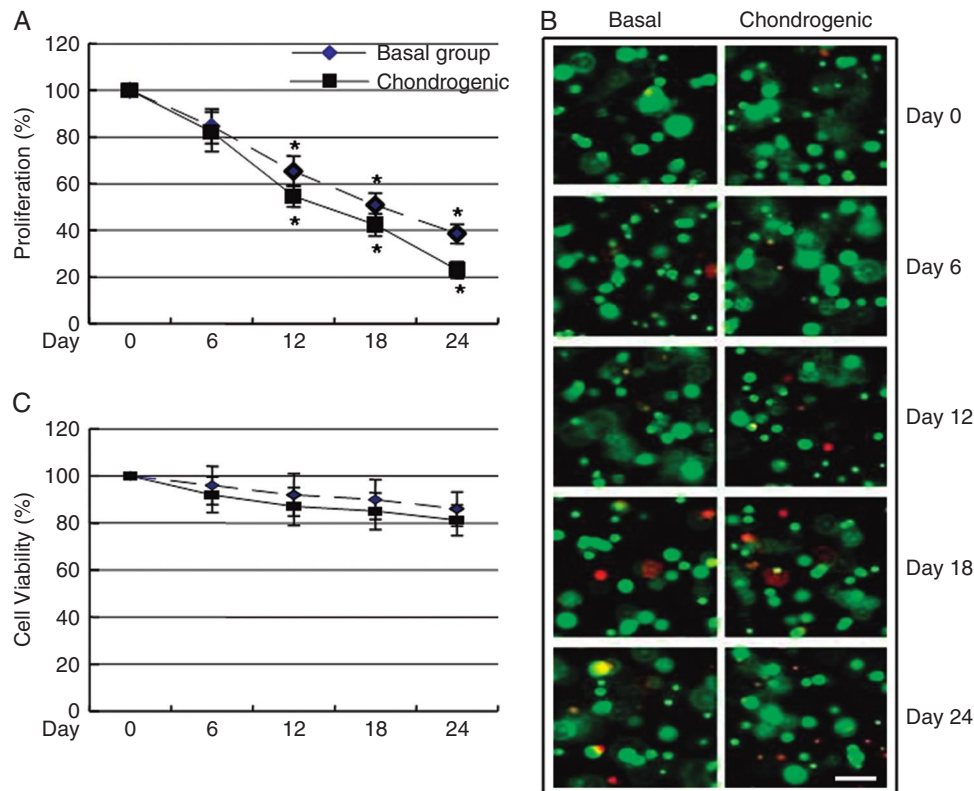 A
120
100
80
60
40
20
0
Proliferation (%)
Basal group
Chondrogenic
*
*
*
*
*
*
Day 0 6 12 18 24
C
120
100
80
60
40
20
0
Cell Viability (%)
Day 0 6 12 18 24
B
Basal Chondrogenic
Day 0
Day 6
Day 12
Day 18
Day 24